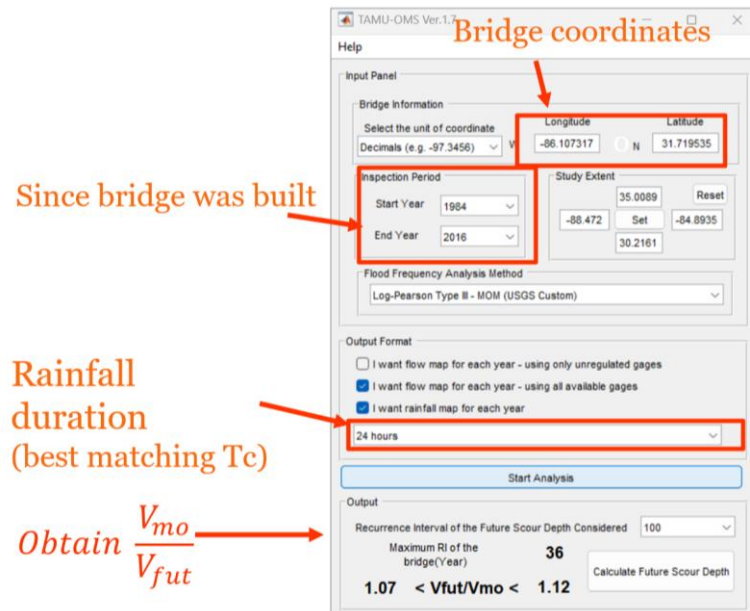 TAMU-OMS Ver.1.7
Bridge coordinates
Help
Input Panel
Bridge Information
Select the unit of coordinate
Longitude
Latitude
Decimals (e.g. -97.3456)
W
-86.107317
N
31.719535
Since bridge was built
Inspection Period
Start Year
1984
End Year
2016
Study Extent
35.0089
Reset
-88.472
Set
-84.8935
30.2161
Flood Frequency Analysis Method
Log-Pearson Type III - MOM (USGS Custom)
Rainfall
duration
(best matching Tc)
Output Format
I want flow map for each year - using only unregulated gages
I want flow map for each year - using all available gages
I want rainfall map for each year
24 hours
Start Analysis
Obtain V_mo / V_fut
Output
Recurrence Interval of the Future Scour Depth Considered
100
Maximum RI of the
bridge(Year)
36
1.07 < Vfut/Vmo < 1.12
Calculate Future Scour Depth